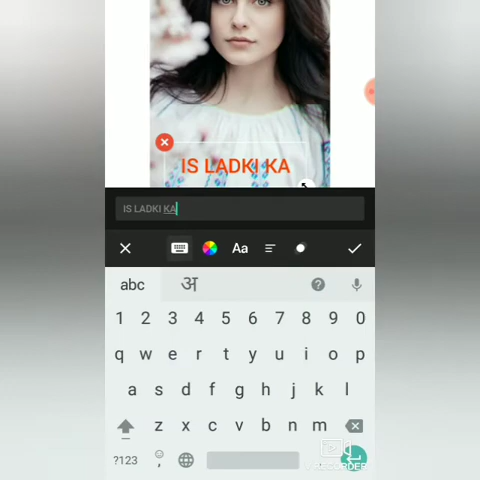 IS LADKI KA
IS LADKI KA
Aa
abc अ ?
1 2 3 4 5 6 7 8 9 0
q w e r t y u i o p
a s d f g h j k l
z x c v b n m
?123 ,
V RECORDER